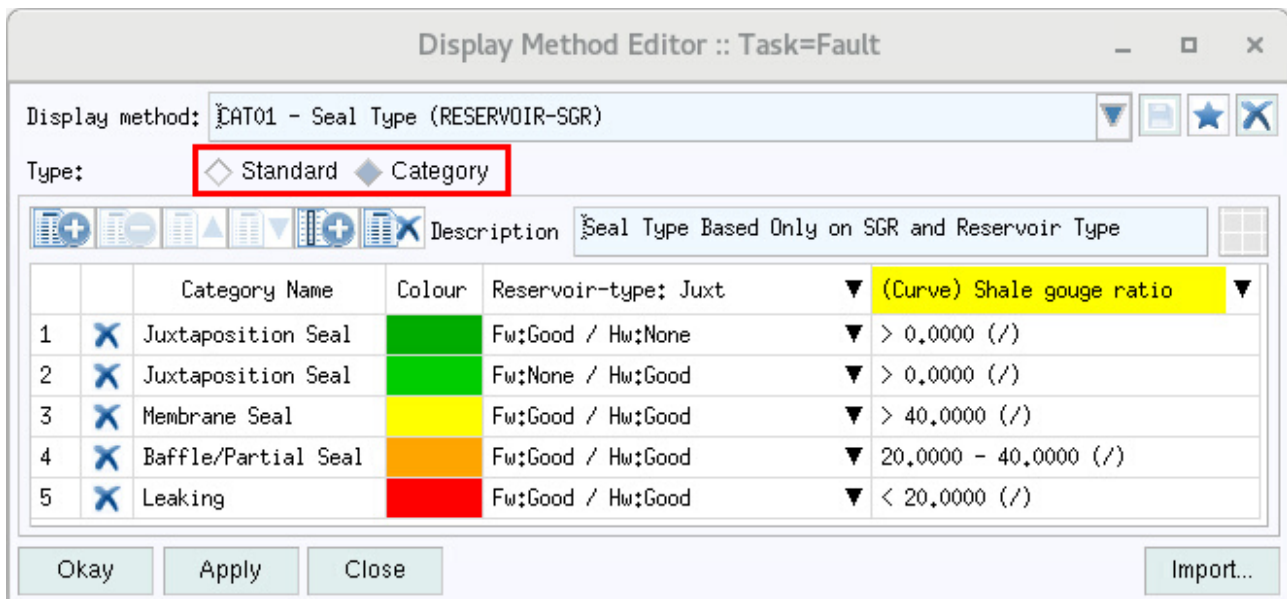 Display Method Editor :: Task=Fault
Display method: CAT01 - Seal Type (RESERVOIR-SGR)
Type: Standard Category
Description Seal Type Based Only on SGR and Reservoir Type
Category Name Colour Reservoir-type: Juxt (Curve) Shale gouge ratio
1 Juxtaposition Seal Fw:Good / Hw:None > 0.0000 (/)
2 Juxtaposition Seal Fw:None / Hw:Good > 0.0000 (/)
3 Membrane Seal Fw:Good / Hw:Good > 40.0000 (/)
4 Baffle/Partial Seal Fw:Good / Hw:Good 20.0000 - 40.0000 (/)
5 Leaking Fw:Good / Hw:Good < 20.0000 (/)
Okay Apply Close Import...